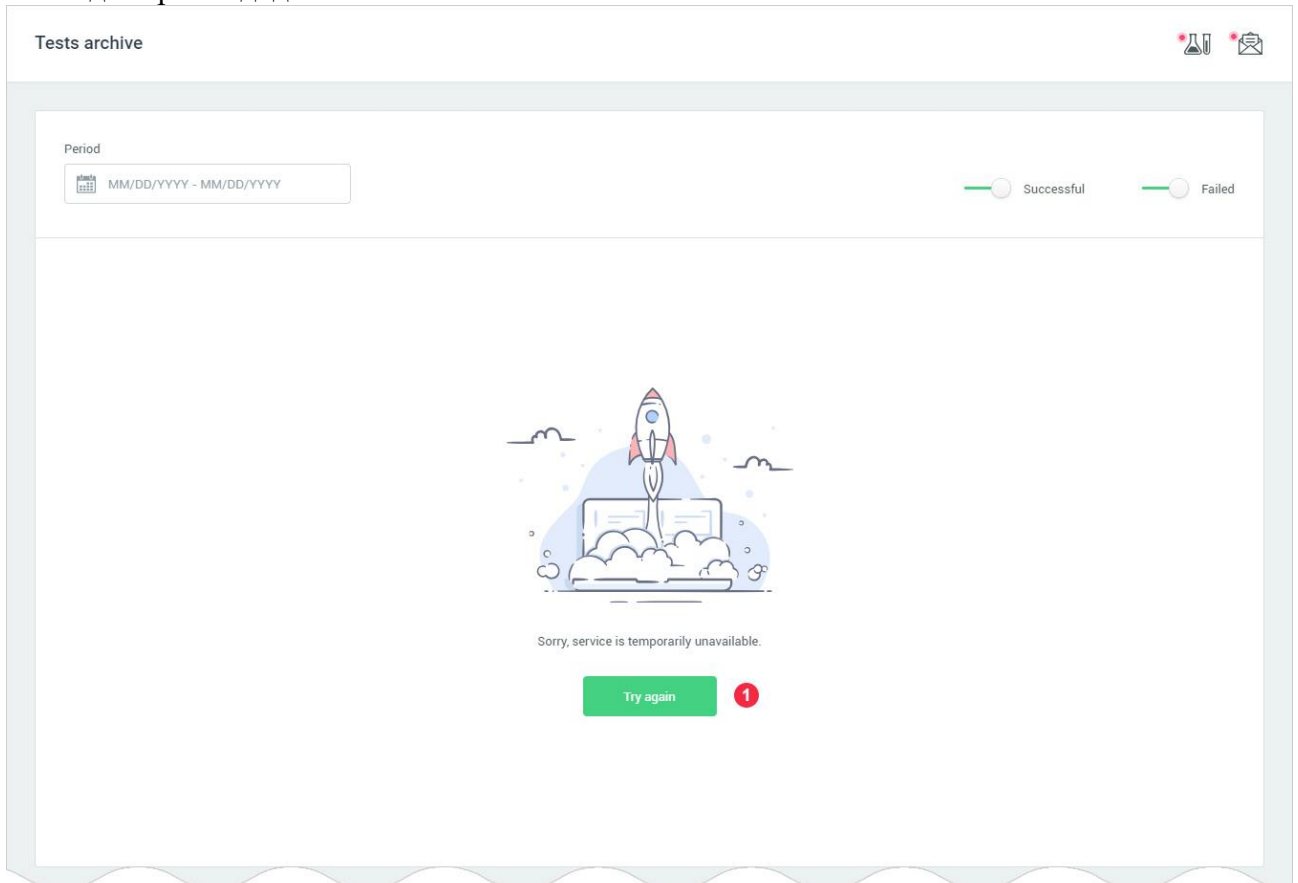 Tests archive
Period
MM/DD/YYYY - MM/DD/YYYY
Successful
Failed
Sorry, service is temporarily unavailable.
Try again
1